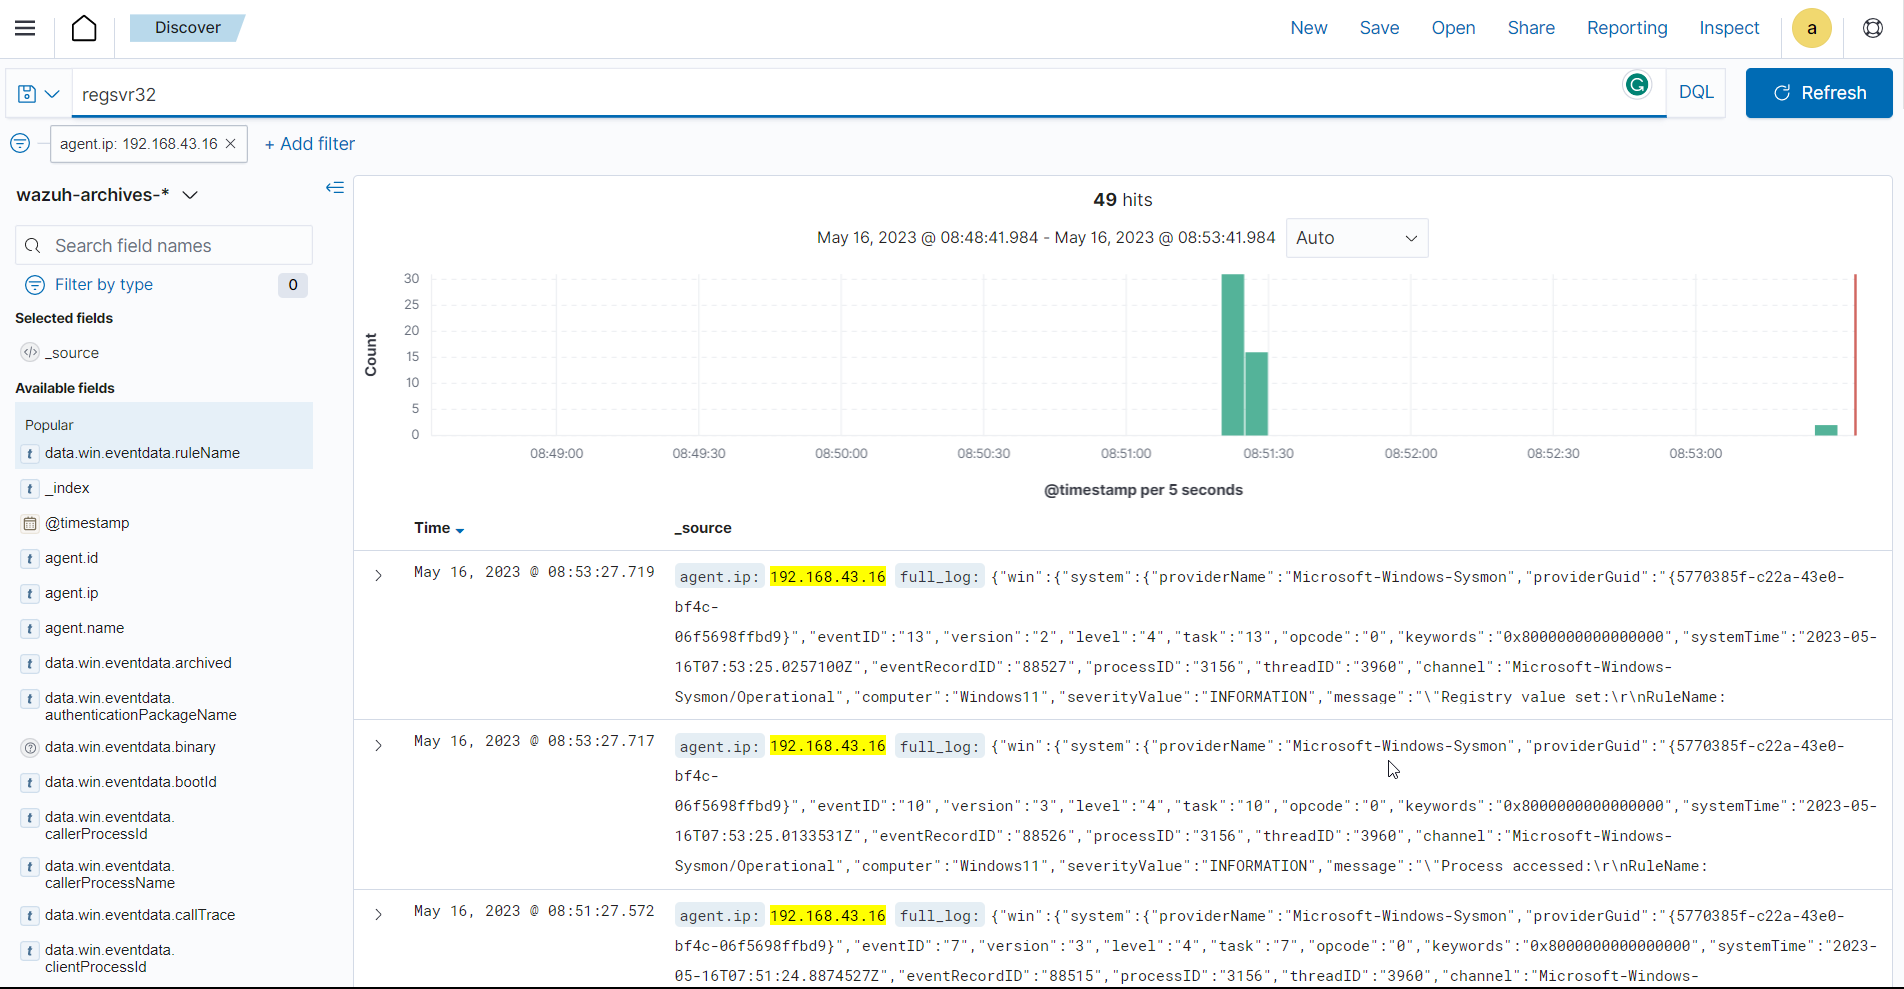 Discover
New Save Open Share Reporting Inspect a
regsvr32
DQL
Refresh
agent.ip: 192.168.43.16 ×
+ Add filter
wazuh-archives-*
Search field names
Filter by type 0
Selected fields
_source
Available fields
Popular
t data.win.eventdata.ruleName
t _index
@timestamp
t agent.id
t agent.ip
t agent.name
t data.win.eventdata.archived
t data.win.eventdata.
authenticationPackageName
? data.win.eventdata.binary
t data.win.eventdata.bootId
t data.win.eventdata.
callerProcessId
t data.win.eventdata.
callerProcessName
t data.win.eventdata.callTrace
t data.win.eventdata.
clientProcessId
49 hits
May 16, 2023 @ 08:48:41.984 - May 16, 2023 @ 08:53:41.984 Auto
Count
30
25
20
15
10
5
0
08:49:00 08:49:30 08:50:00 08:50:30 08:51:00 08:51:30 08:52:00 08:52:30 08:53:00
@timestamp per 5 seconds
Time _source
May 16, 2023 @ 08:53:27.719 agent.ip: 192.168.43.16 full_log: {"win":{"system":{"providerName":"Microsoft-Windows-Sysmon","providerGuid":"{5770385f-c22a-43e0-
bf4c-
06f5698ffbd9}","eventID":"13","version":"2","level":"4","task":"13","opcode":"0","keywords":"0x8000000000000000","systemTime":"2023-05-
16T07:53:25.0257100Z","eventRecordID":"88527","processID":"3156","threadID":"3960","channel":"Microsoft-Windows-
Sysmon/Operational","computer":"Windows11","severityValue":"INFORMATION","message":"\"Registry value set:\r\nRuleName:
May 16, 2023 @ 08:53:27.717 agent.ip: 192.168.43.16 full_log: {"win":{"system":{"providerName":"Microsoft-Windows-Sysmon","providerGuid":"{5770385f-c22a-43e0-
bf4c-
06f5698ffbd9}","eventID":"10","version":"3","level":"4","task":"10","opcode":"0","keywords":"0x8000000000000000","systemTime":"2023-05-
16T07:53:25.0133531Z","eventRecordID":"88526","processID":"3156","threadID":"3960","channel":"Microsoft-Windows-
Sysmon/Operational","computer":"Windows11","severityValue":"INFORMATION","message":"\"Process accessed:\r\nRuleName:
May 16, 2023 @ 08:51:27.572 agent.ip: 192.168.43.16 full_log: {"win":{"system":{"providerName":"Microsoft-Windows-Sysmon","providerGuid":"{5770385f-c22a-43e0-
bf4c-06f5698ffbd9}","eventID":"7","version":"3","level":"4","task":"7","opcode":"0","keywords":"0x8000000000000000","systemTime":"2023-
05-16T07:51:24.8874527Z","eventRecordID":"88515","processID":"3156","threadID":"3960","channel":"Microsoft-Windows-